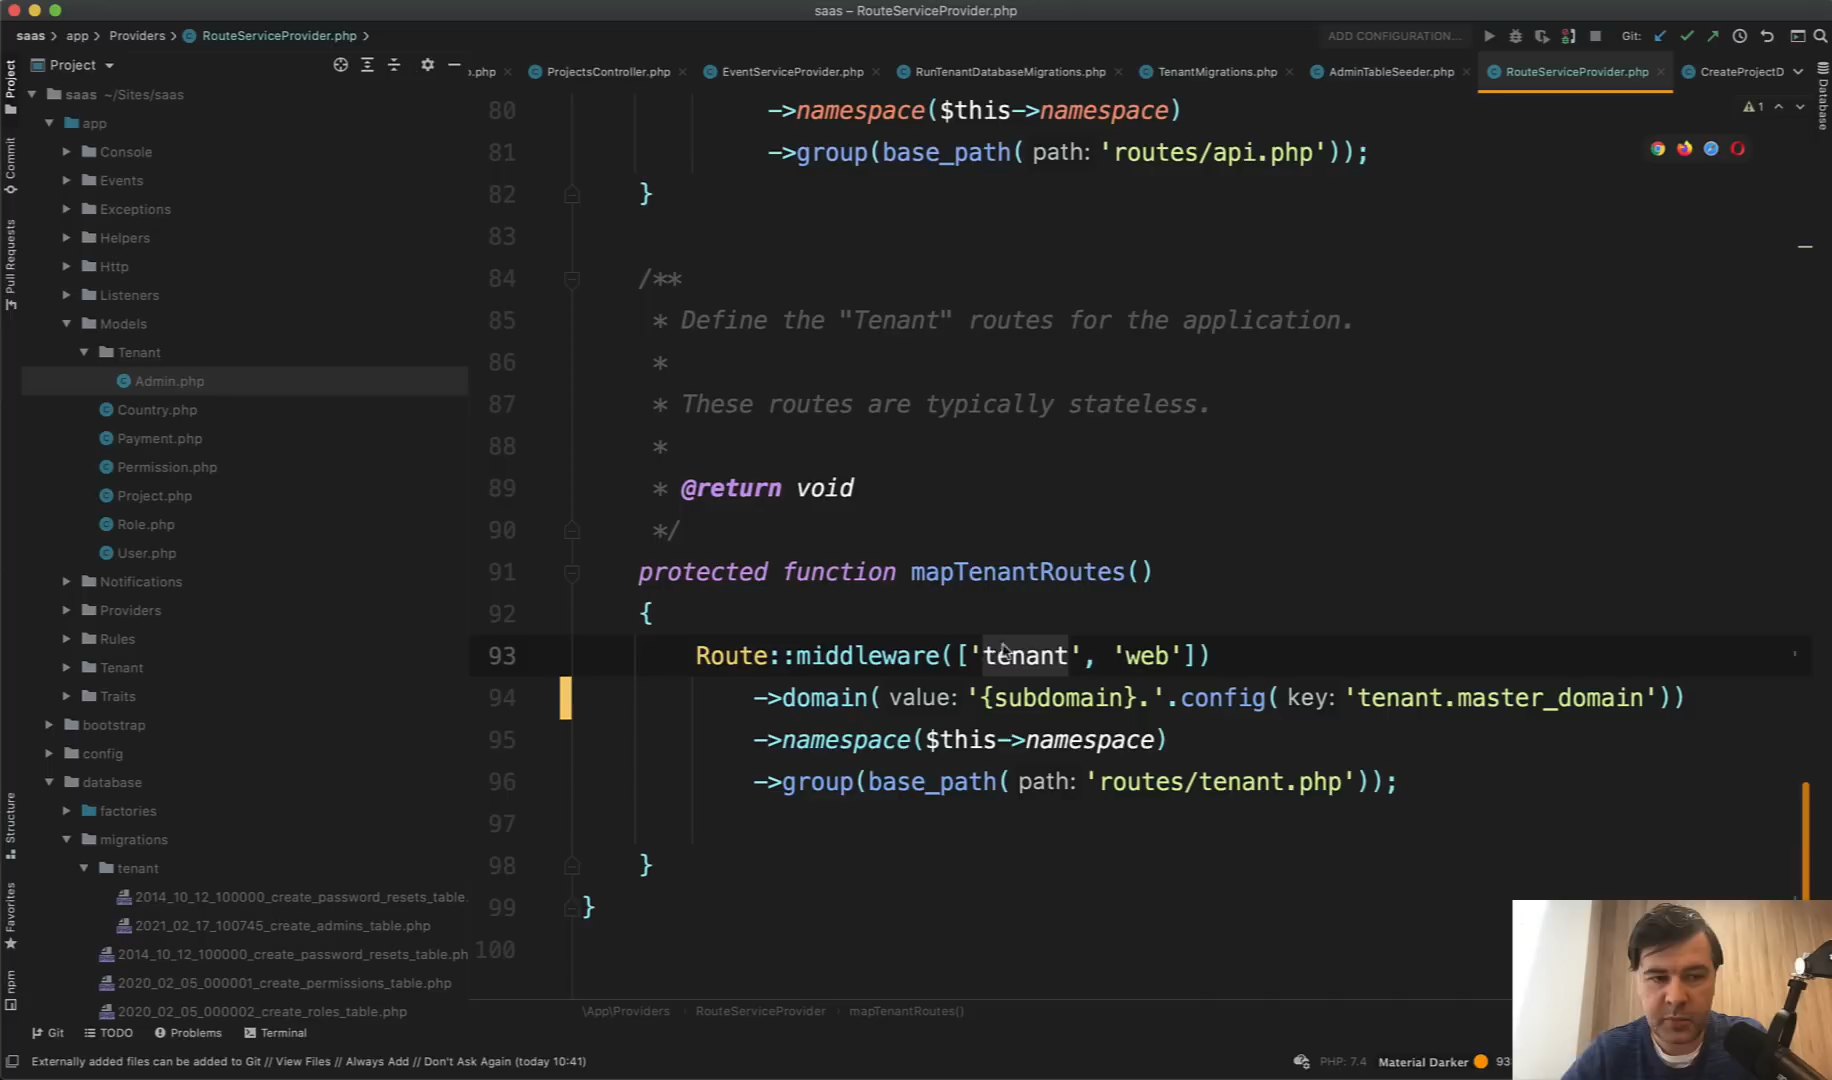 saas – RouteServiceProvider.php
saas > app > Providers > RouteServiceProvider.php >
ADD CONFIGURATION...
Git:
Project
.php
ProjectsController.php
EventServiceProvider.php
RunTenantDatabaseMigrations.php
TenantMigrations.php
AdminTableSeeder.php
RouteServiceProvider.php
CreateProjectD
Project
Commit
Pull Requests
Structure
Favorites
npm
Database
1
saas ~/Sites/saas
app
Console
Events
Exceptions
Helpers
Http
Listeners
Models
Tenant
Admin.php
Country.php
Payment.php
Permission.php
Project.php
Role.php
User.php
Notifications
Providers
Rules
Tenant
Traits
bootstrap
config
database
factories
migrations
tenant
2014_10_12_100000_create_password_resets_table.
2021_02_17_100745_create_admins_table.php
2014_10_12_100000_create_password_resets_table.ph
2020_02_05_000001_create_permissions_table.php
2020_02_05_000002_create_roles_table.php
80 ->namespace($this->namespace)
81 ->group(base_path( path: 'routes/api.php'));
82 }
83
84 /**
85 * Define the "Tenant" routes for the application.
86 *
87 * These routes are typically stateless.
88 *
89 * @return void
90 */
91 protected function mapTenantRoutes()
92 {
93 Route::middleware(['tenant', 'web'])
94 ->domain( value: '{subdomain}.'.config( key: 'tenant.master_domain'))
95 ->namespace($this->namespace)
96 ->group(base_path( path: 'routes/tenant.php'));
97
98 }
99 }
100
\App\Providers > RouteServiceProvider > mapTenantRoutes()
Git
TODO
Problems
Terminal
Externally added files can be added to Git // View Files // Always Add // Don't Ask Again (today 10:41)
PHP: 7.4
Material Darker
93